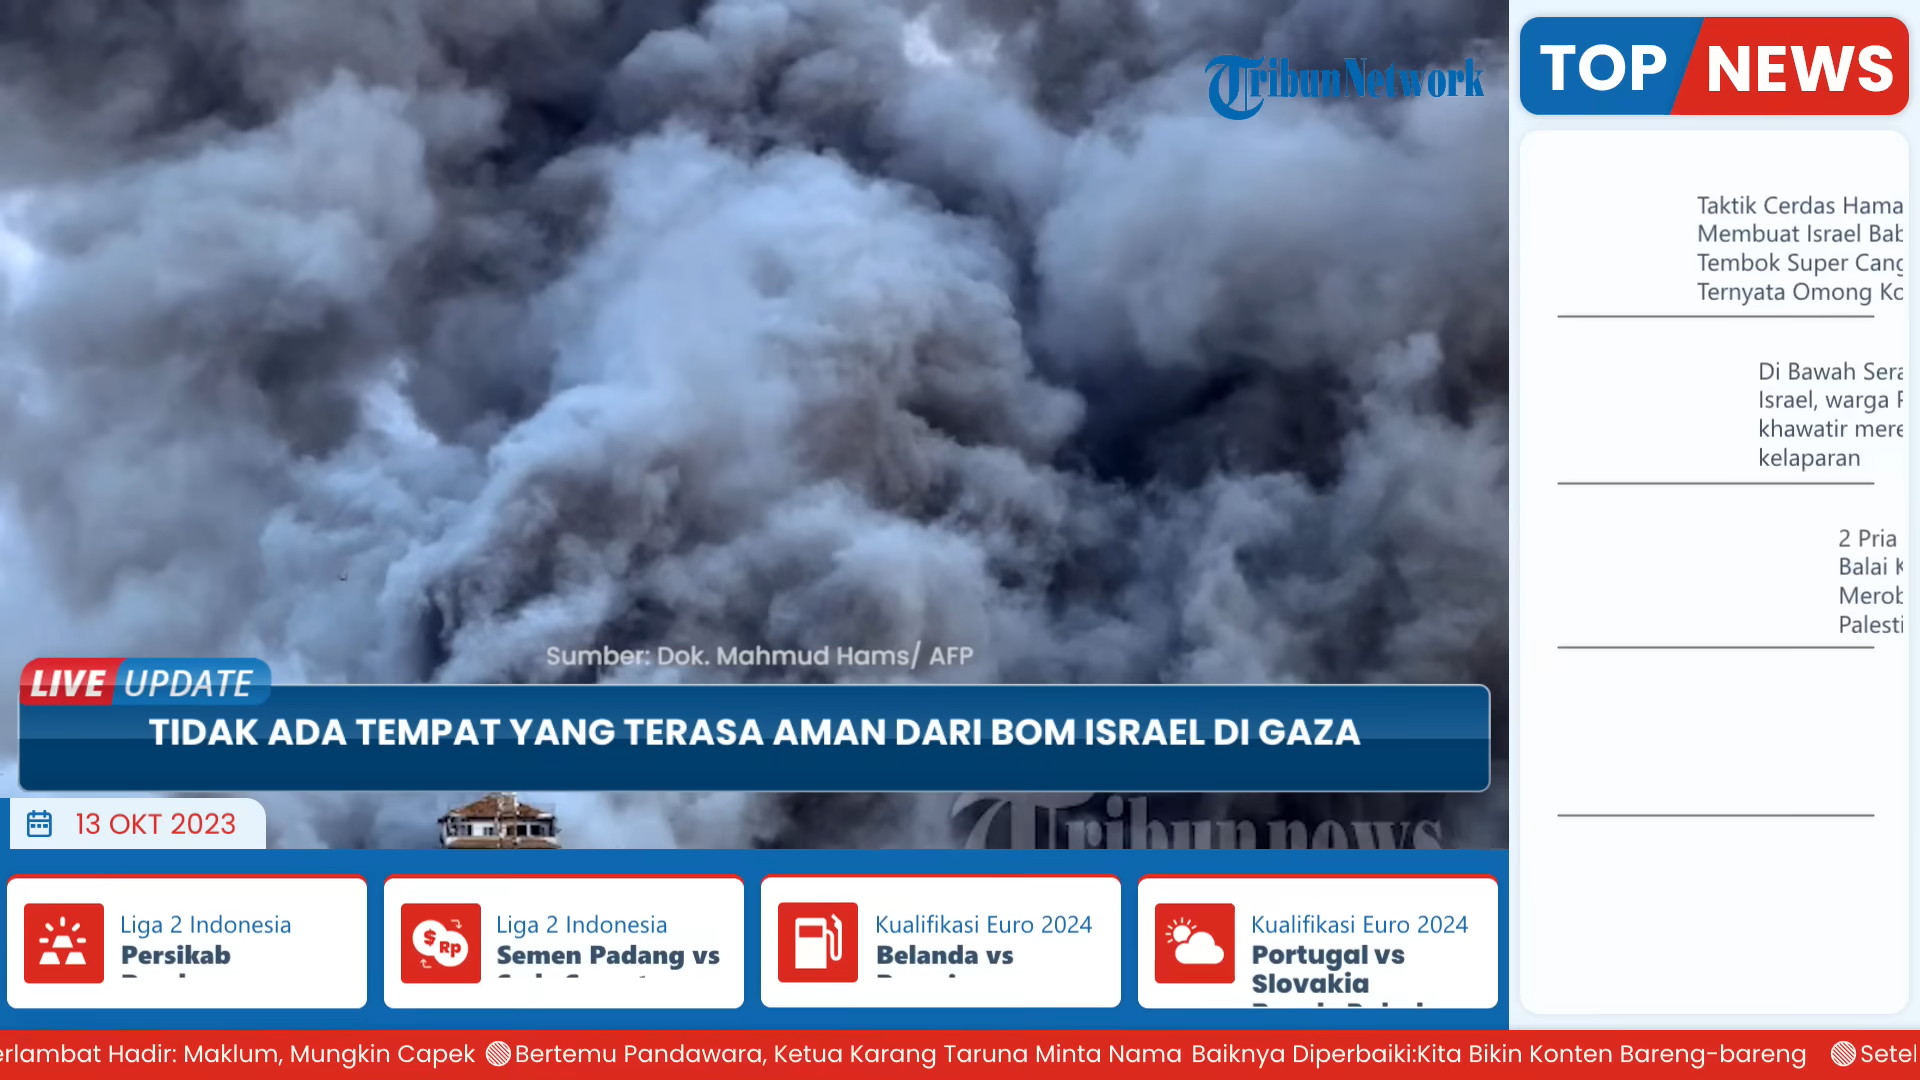 TribunNetwork
TOP NEWS
Taktik Cerdas Hama
Membuat Israel Bab
Tembok Super Cang
Ternyata Omong Ko
Di Bawah Sera
Israel, warga P
khawatir mere
kelaparan
2 Pria
Balai K
Merob
Palesti
Sumber: Dok. Mahmud Hams/ AFP
LIVE UPDATE
TIDAK ADA TEMPAT YANG TERASA AMAN DARI BOM ISRAEL DI GAZA
Tribunnews
13 OKT 2023
Liga 2 Indonesia
Persikab
$ Rp
Liga 2 Indonesia
Semen Padang vs
Kualifikasi Euro 2024
Belanda vs
Kualifikasi Euro 2024
Portugal vs
Slovakia
erlambat Hadir: Maklum, Mungkin Capek Bertemu Pandawara, Ketua Karang Taruna Minta Nama Baiknya Diperbaiki:Kita Bikin Konten Bareng-bareng Setel